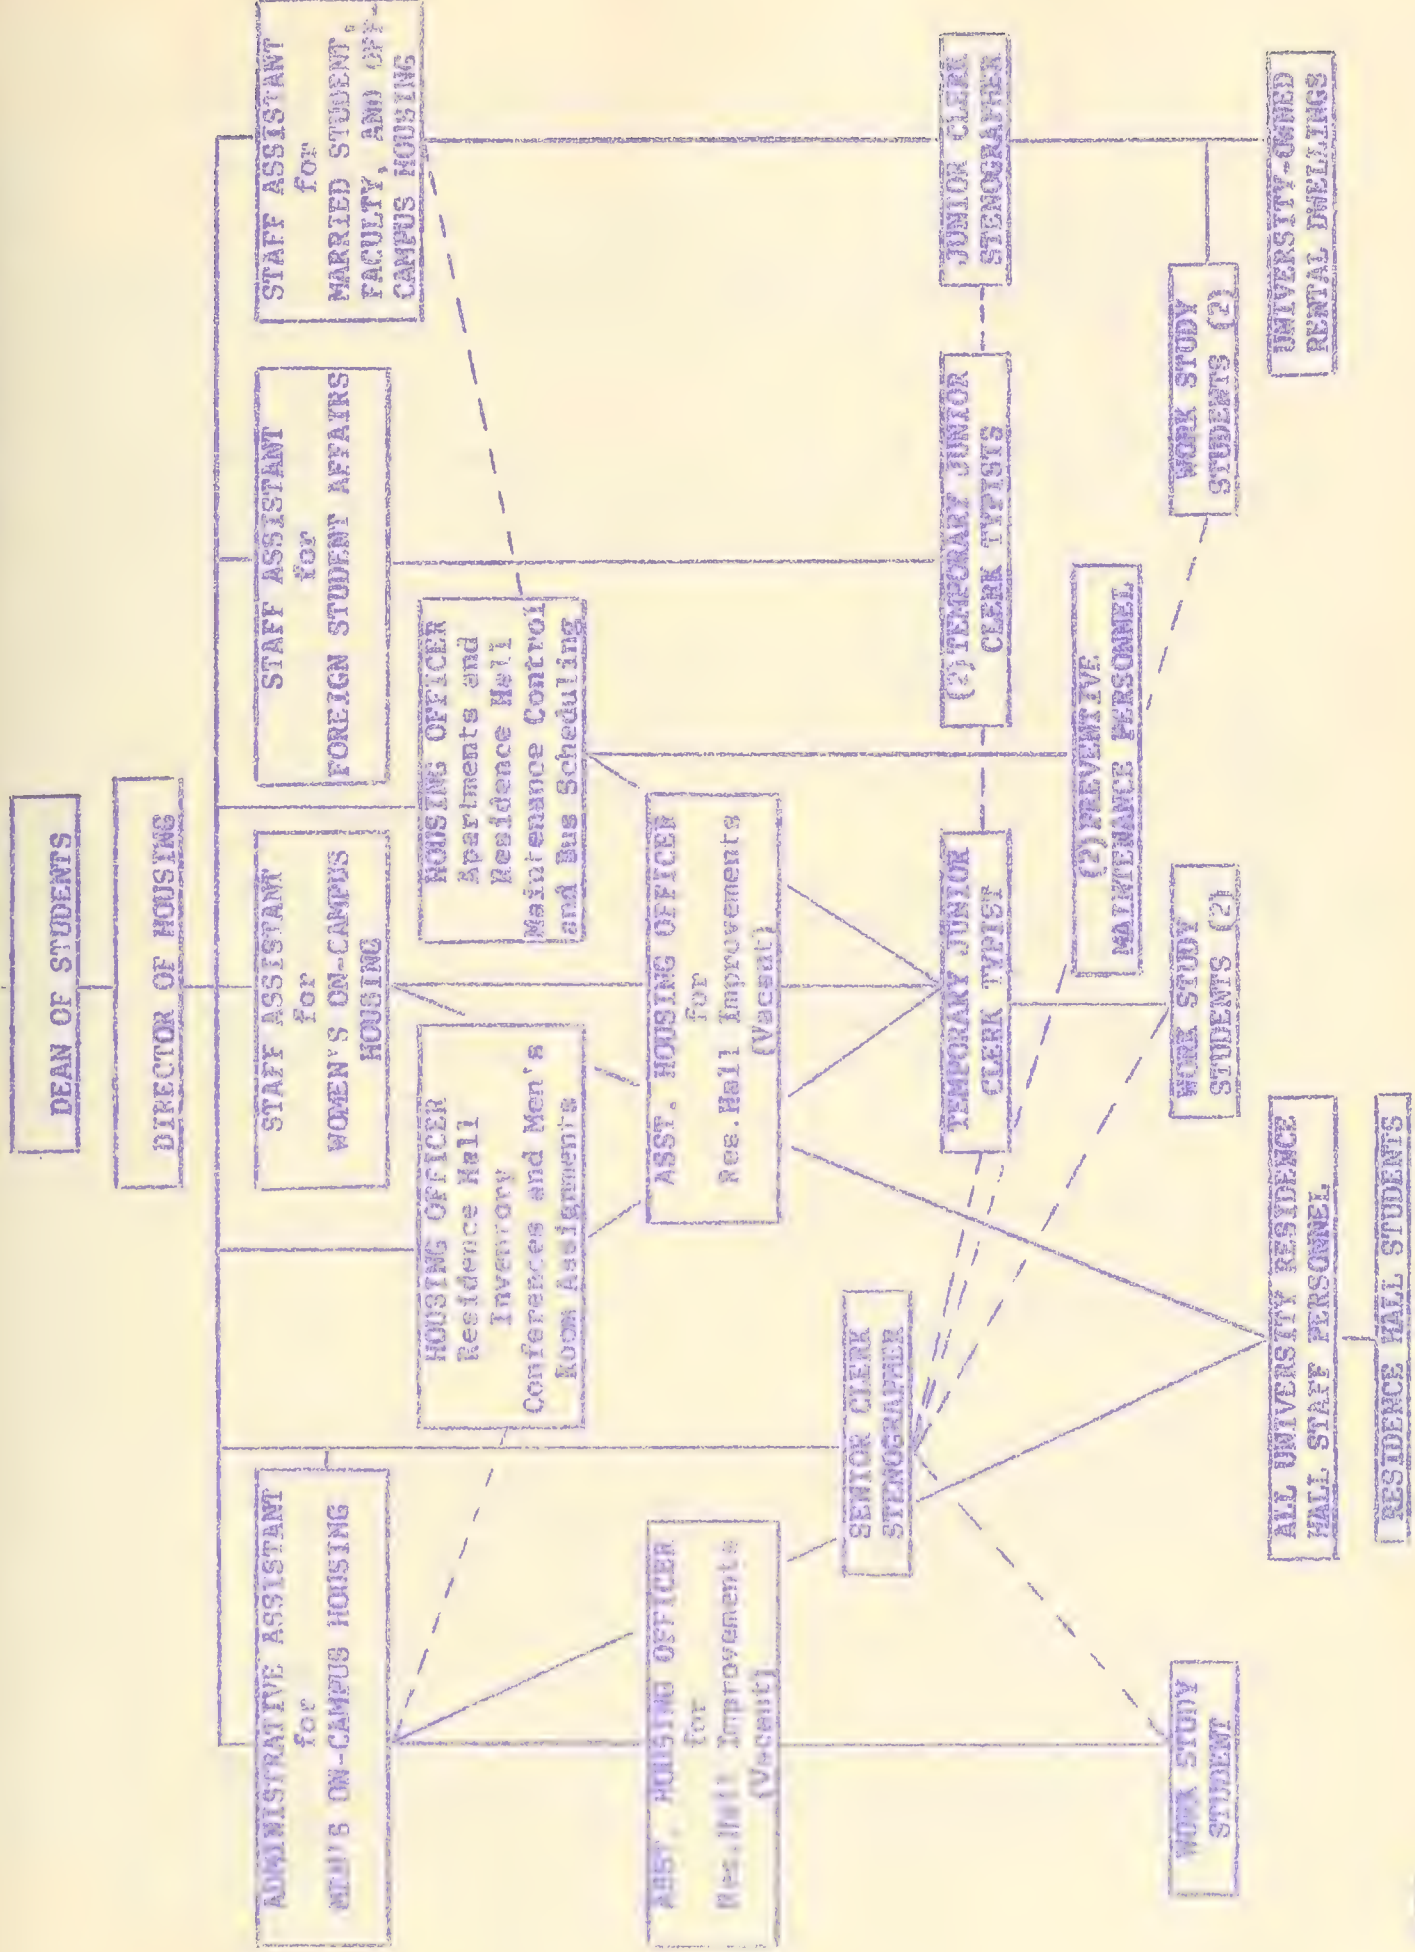 DEAN OF STUDENTS
DIRECTOR OF HOUSING
ADMINISTRATIVE ASSISTANT
for
MEN'S ON-CAMPUS HOUSING
STAFF ASSISTANT
for
WOMEN'S ON-CAMPUS
HOUSING
STAFF ASSISTANT
for
FOREIGN STUDENT AFFAIRS
STAFF ASSISTANT
for
MARRIED STUDENT,
FACULTY, AND OFF-
CAMPUS HOUSING
HOUSING OFFICER
Residence Hall
Inventory
Conferences and Men's
Room Assignments
HOUSING OFFICER
Apartments and
Residence Hall
Maintenance Control
and Bus Scheduling
ASST. HOUSING OFFICER
for
Res.Hall Improvements
(Vacant)
ASST. HOUSING OFFICER
for
Res.Hall Improvements
(Vacant)
SENIOR CLERK
STENOGRAPHER
TEMPORARY JUNIOR
CLERK TYPIST
(2)TEMPORARY JUNIOR
CLERK TYPISTS
JUNIOR CLERK
STENOGRAPHER
(2)PREVENTIVE
MAINTENANCE PERSONNEL
WORK STUDY
STUDENT
WORK STUDY
STUDENTS (2)
WORK STUDY
STUDENTS (2)
ALL UNIVERSITY RESIDENCE
HALL STAFF PERSONNEL
UNIVERSITY-OWNED
RENTAL DWELLINGS
RESIDENCE HALL STUDENTS